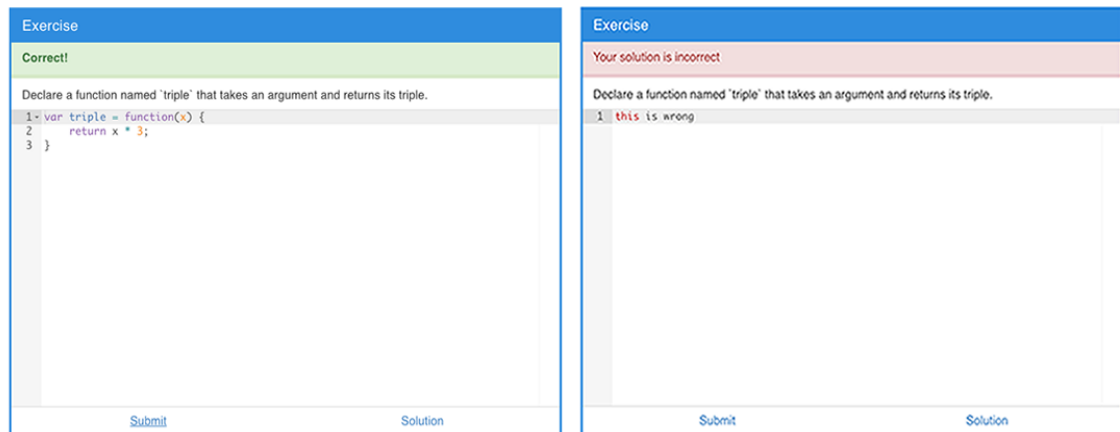 Exercise
Correct!
Declare a function named `triple` that takes an argument and returns its triple.
1 var triple = function(x) {
2     return x * 3;
3 }
Submit
Solution
Exercise
Your solution is incorrect
Declare a function named `triple` that takes an argument and returns its triple.
1 this is wrong
Submit
Solution